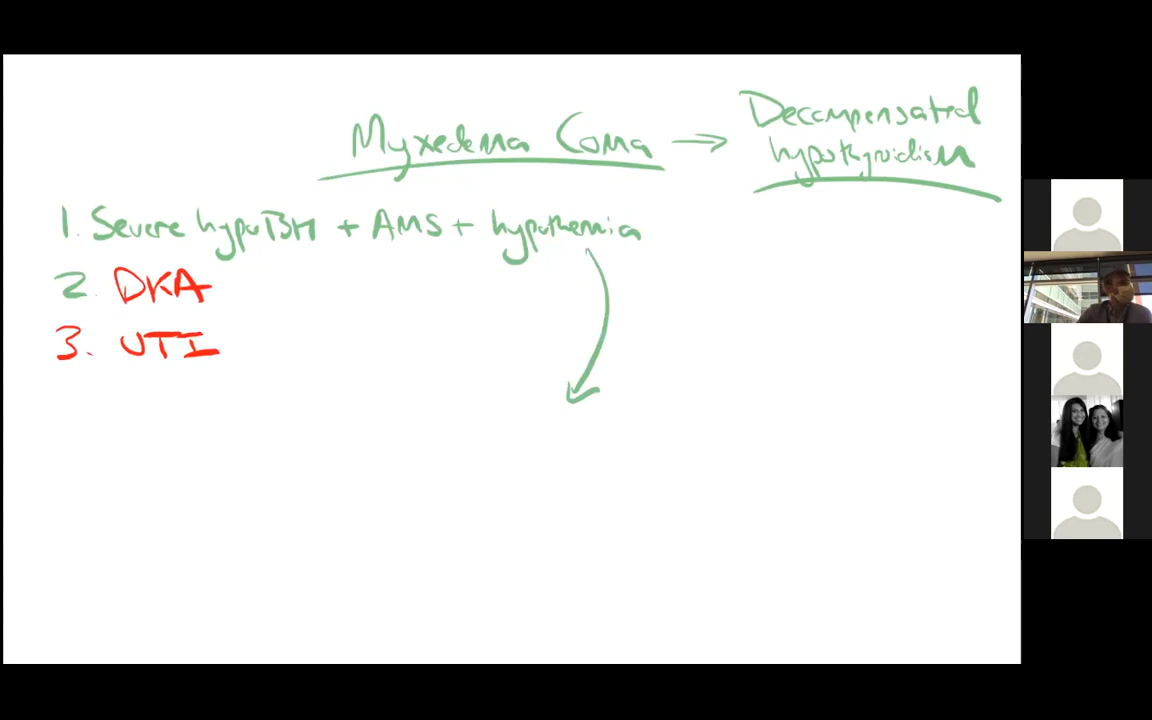 Myxedema Coma → Decompensated
hypothyroidism
1. Severe hypoTSH + AMS + hypothermia
2. DKA
3. UTI